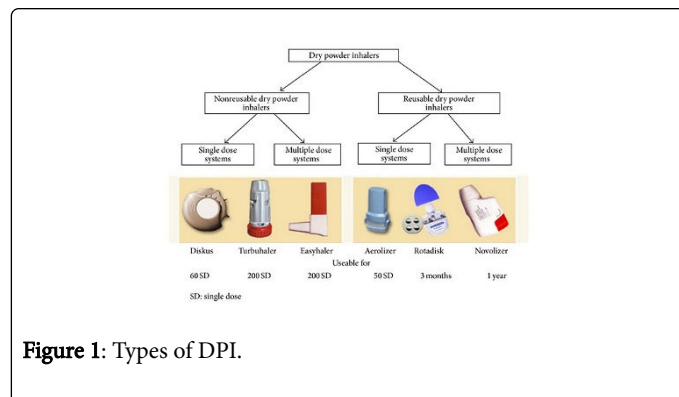 Dry powder inhalers
Nonreusable dry powder
inhalers
Reusable dry powder
inhalers
Single dose
systems
Multiple dose
systems
Single dose
systems
Multiple dose
systems
Diskus Turbuhaler Easyhaler Aerolizer Rotadisk Novolizer
Useable for
60 SD 200 SD 200 SD 50 SD 3 months 1 year
SD: single dose
Figure 1: Types of DPI.